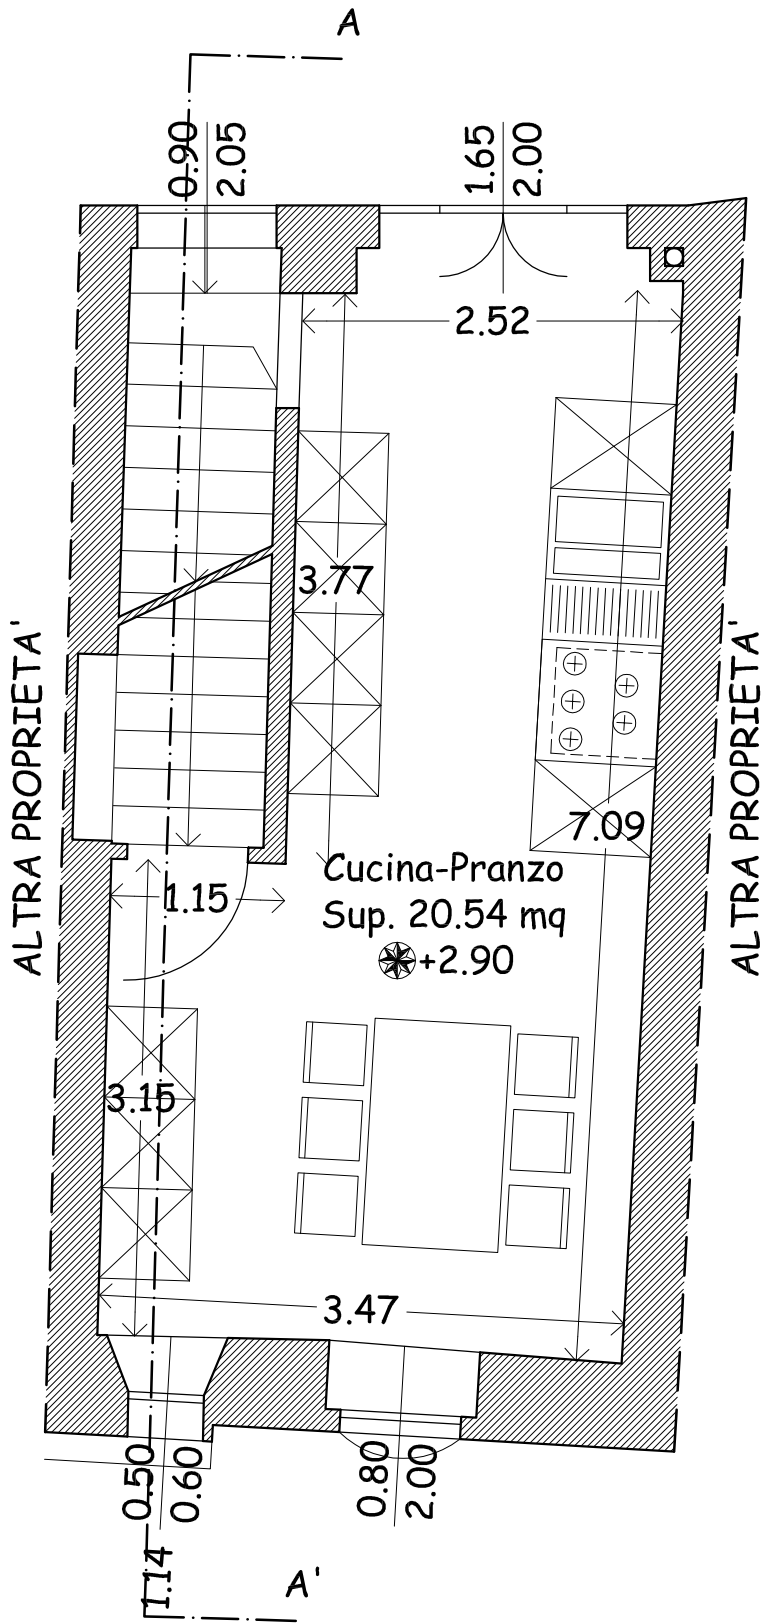 A
0.90
2.05
1.65
2.00
2.52
3.77
ALTRA PROPRIETA'
ALTRA PROPRIETA'
7.09
Cucina-Pranzo
1.15
Sup. 20.54 mq
+2.90
3.15
3.47
0.50
0.60
0.80
2.00
1.14
A'